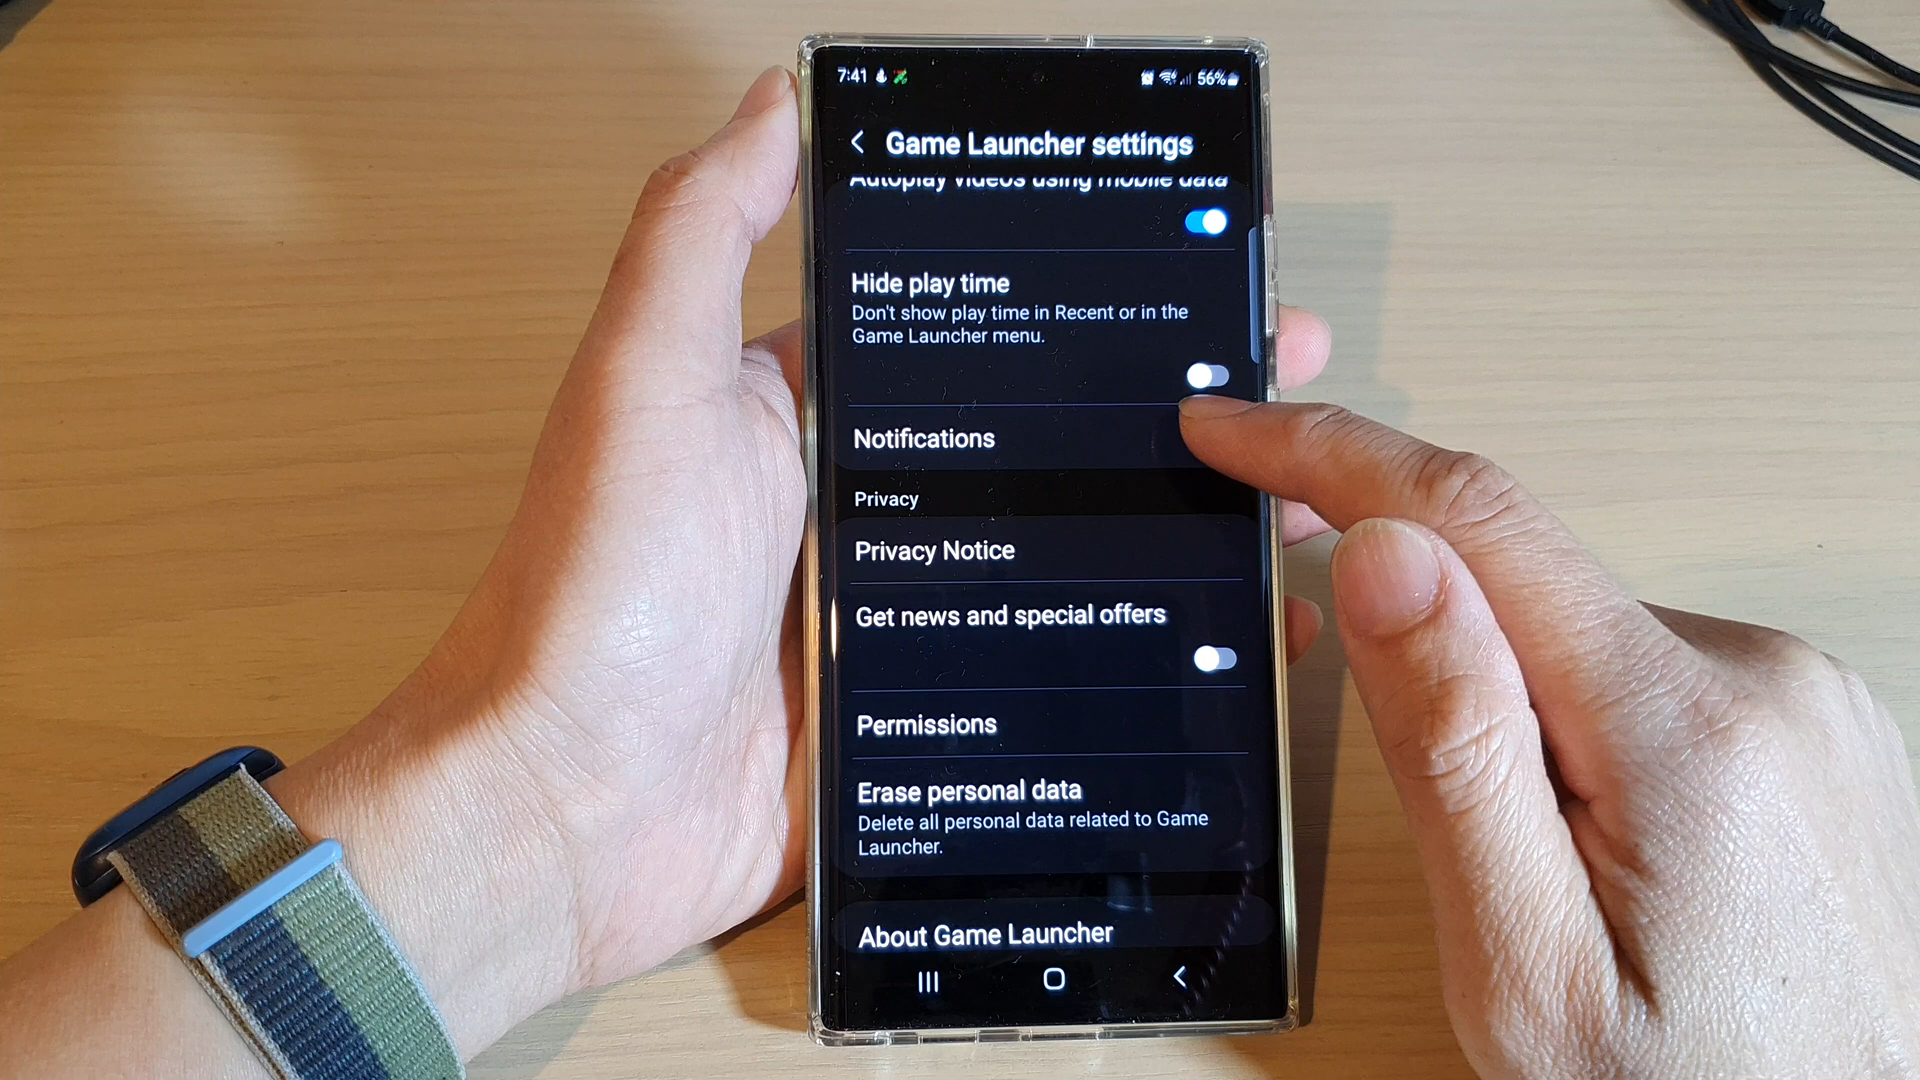 7:41
56%
Game Launcher settings
Autoplay videos using mobile data
Hide play time
Don't show play time in Recent or in the
Game Launcher menu.
Notifications
Privacy
Privacy Notice
Get news and special offers
Permissions
Erase personal data
Delete all personal data related to Game
Launcher.
About Game Launcher